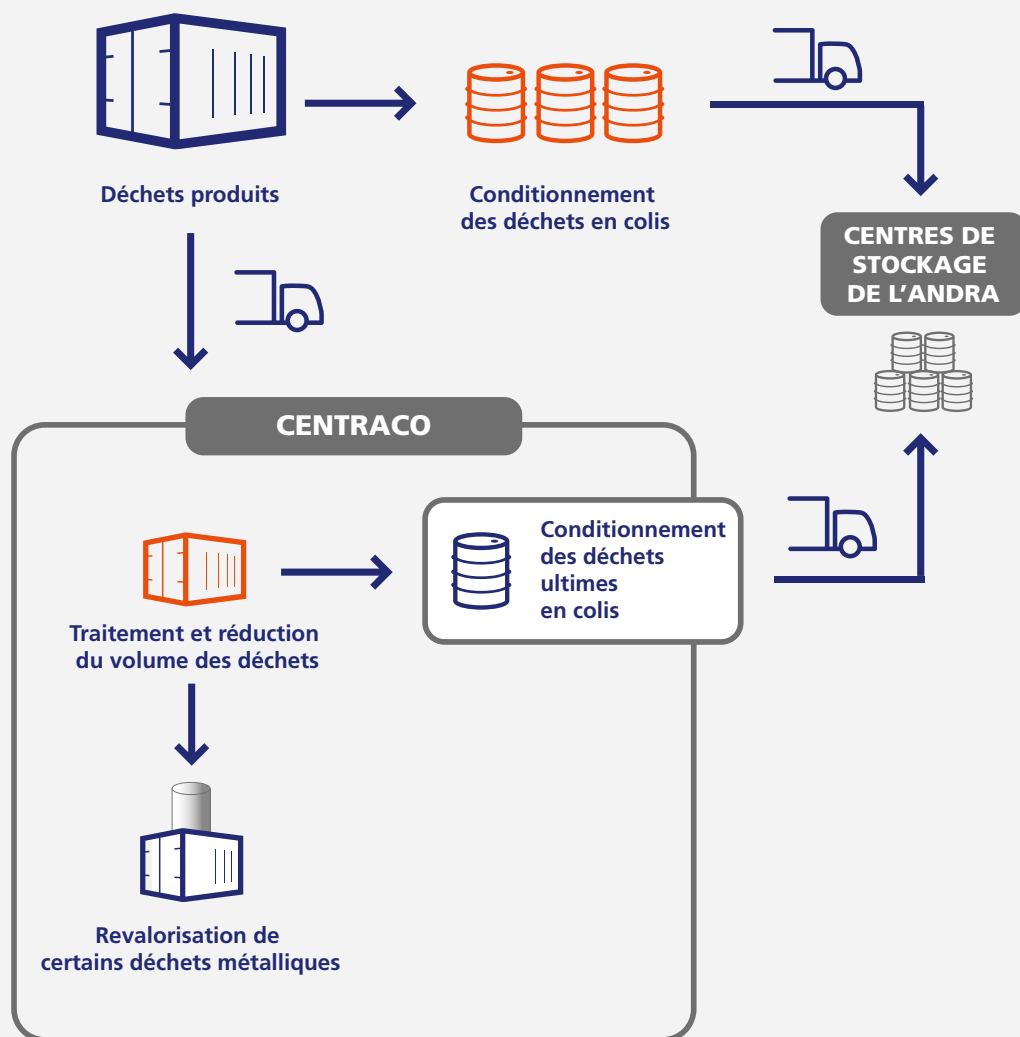 Déchets produits
Conditionnement
des déchets en colis
CENTRES DE
STOCKAGE
DE L'ANDRA
CENTRACO
Conditionnement
des déchets
ultimes
en colis
Traitement et réduction
du volume des déchets
Revalorisation de
certains déchets métalliques